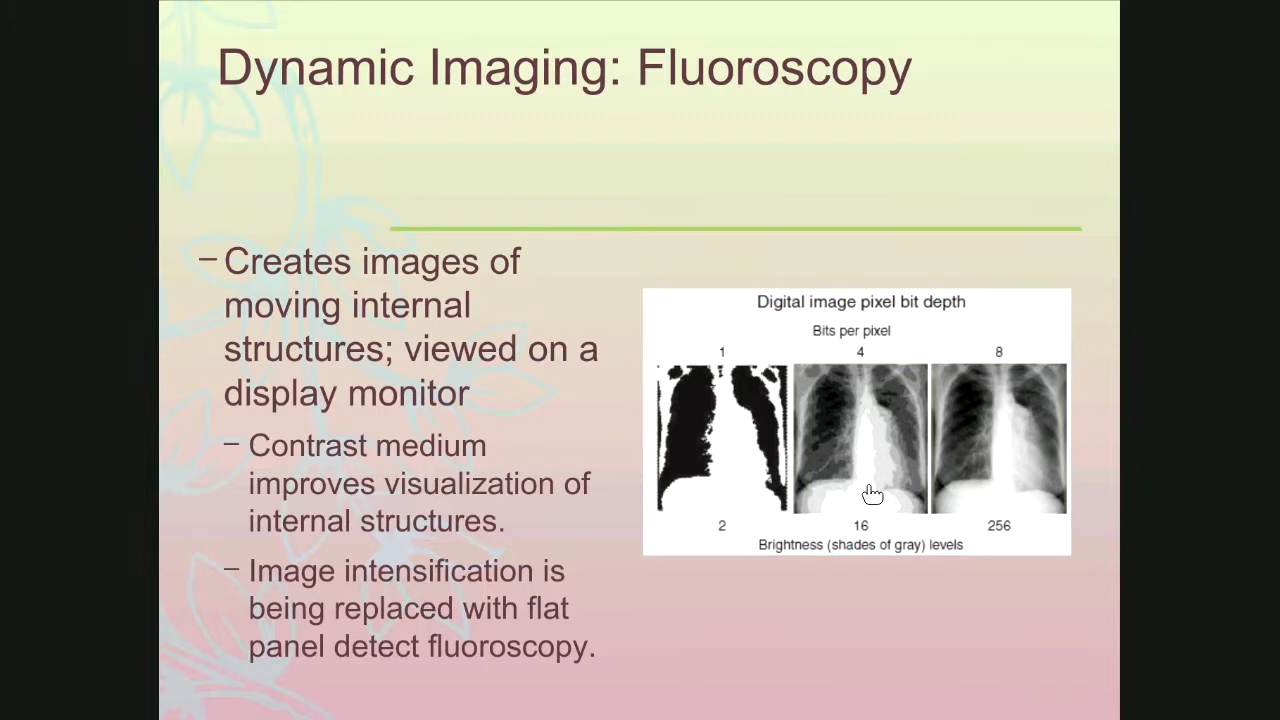 Dynamic Imaging: Fluoroscopy
– Creates images of
moving internal
structures; viewed on a
display monitor
– Contrast medium
improves visualization of
internal structures.
– Image intensification is
being replaced with flat
panel detect fluoroscopy.
Digital image pixel bit depth
Bits per pixel
1 4 8
2 16 256
Brightness (shades of gray) levels